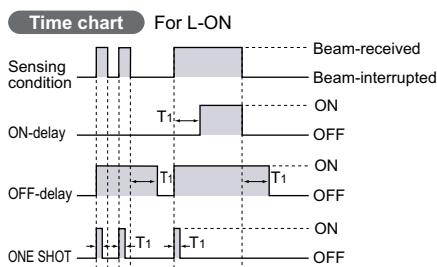 Time chart For L-ON
Sensing
condition
Beam-received
Beam-interrupted
ON-delay
T1
ON
OFF
OFF-delay
T1
T1
ON
OFF
ONE SHOT
T1
T1
ON
OFF